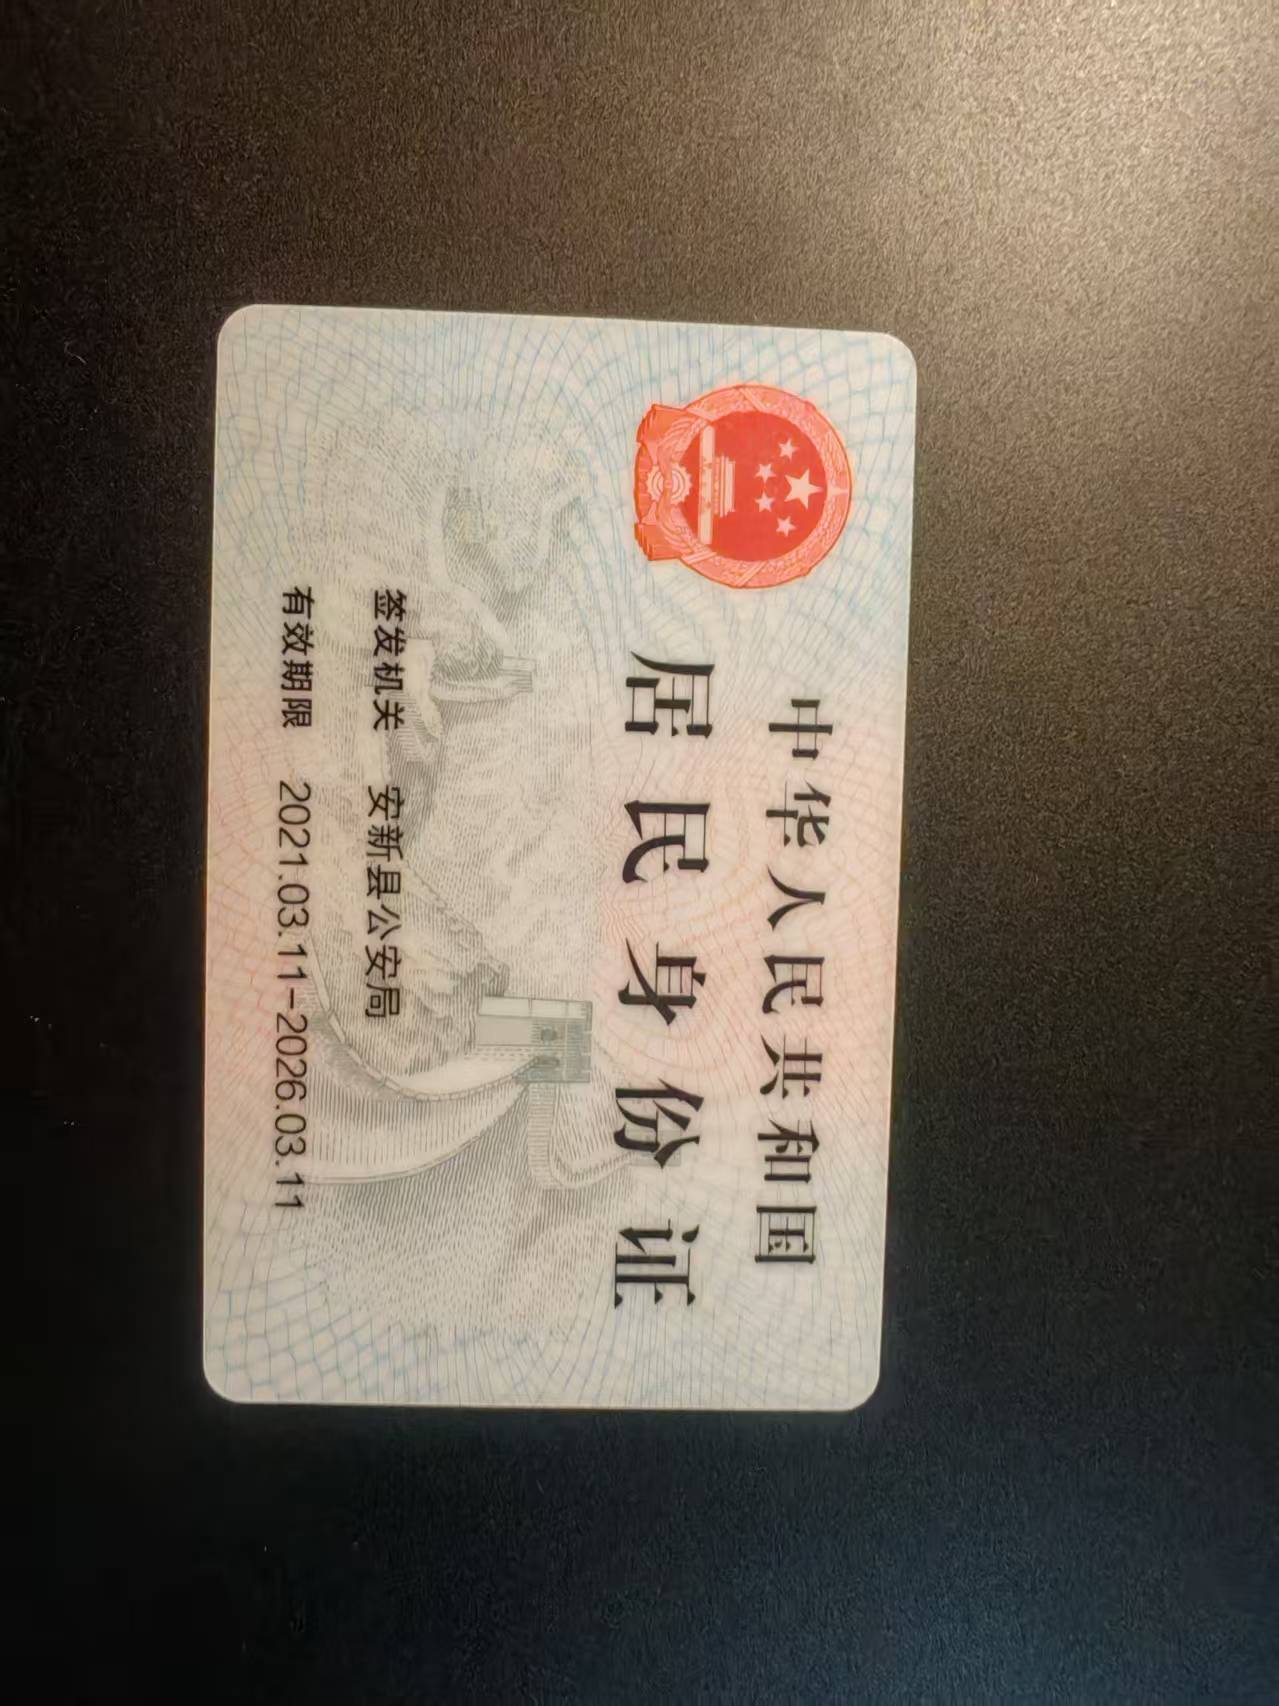 中华人民共和国
居民身份证
签发机关 安新县公安局
有效期限 2021.03.11-2026.03.11